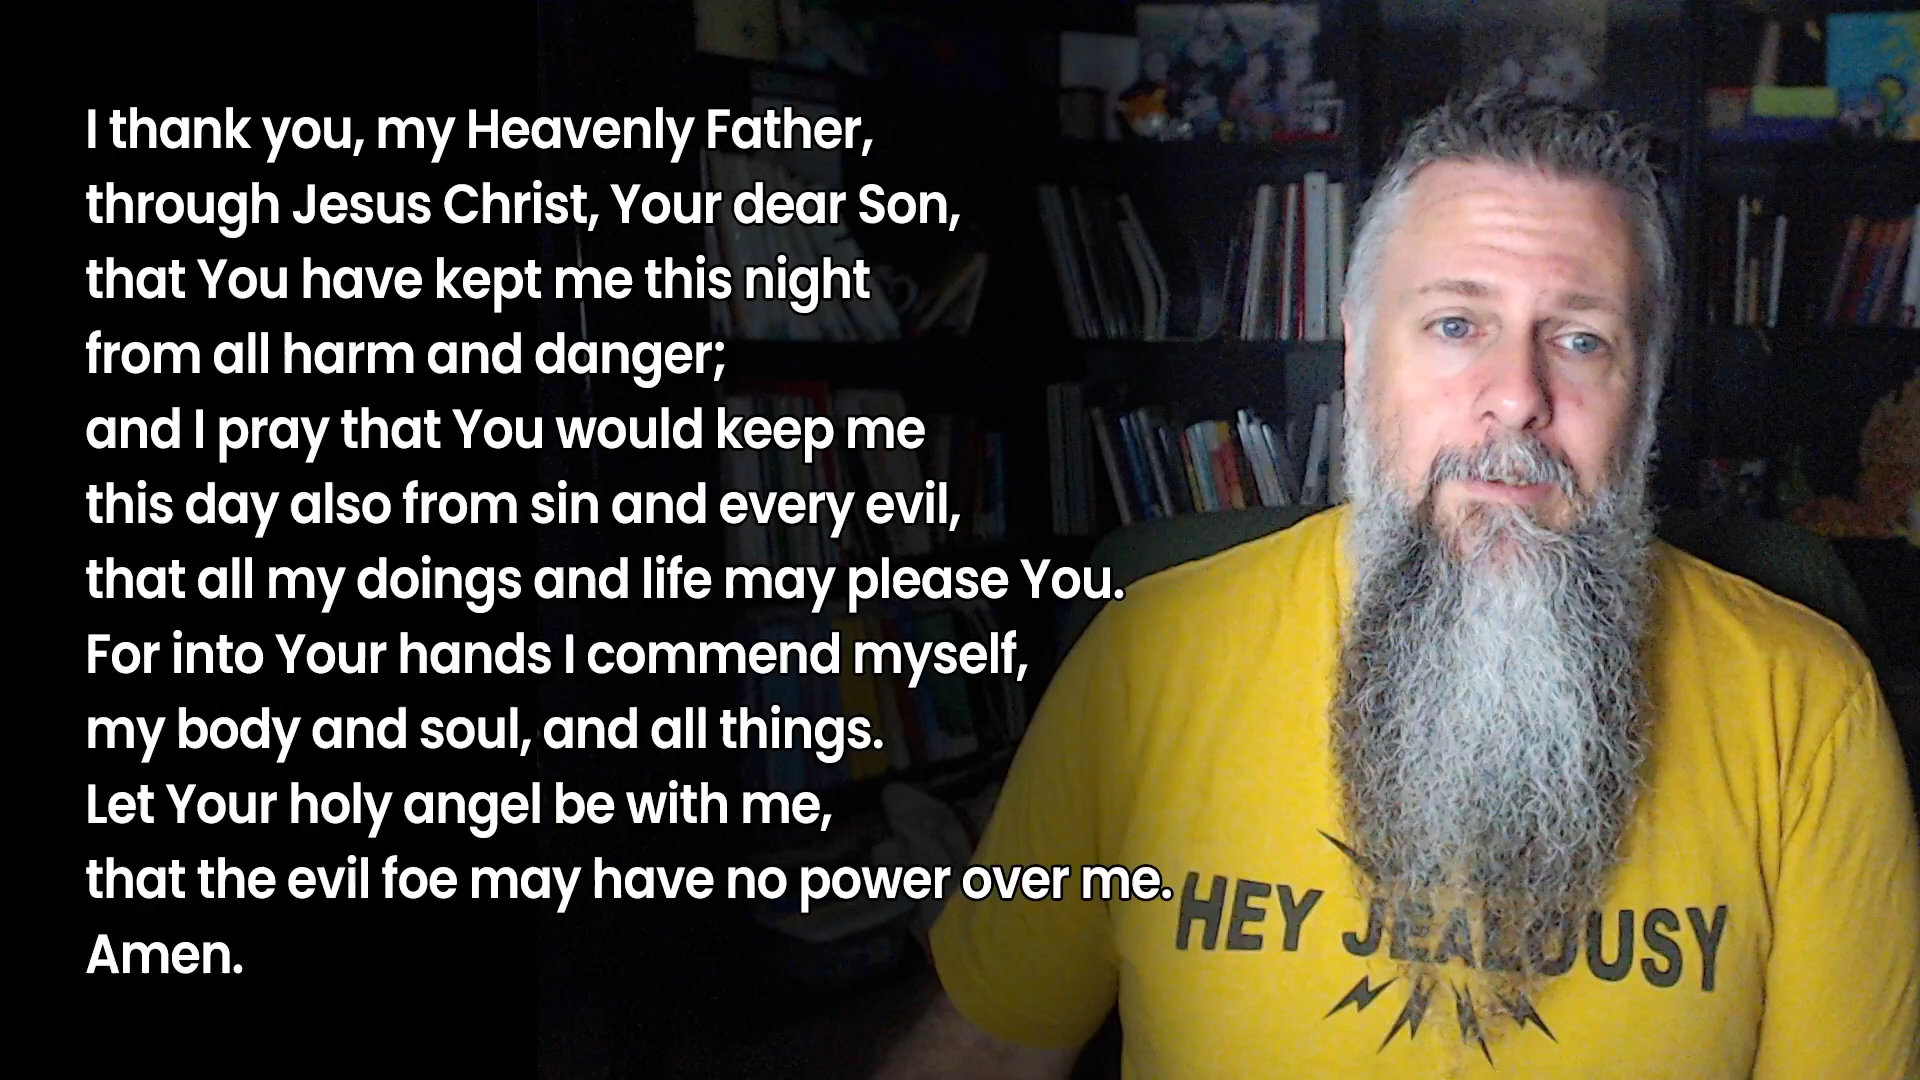 I thank you, my Heavenly Father,
through Jesus Christ, Your dear Son,
that You have kept me this night
from all harm and danger;
and I pray that You would keep me
this day also from sin and every evil,
that all my doings and life may please You.
For into Your hands I commend myself,
my body and soul, and all things.
Let Your holy angel be with me,
that the evil foe may have no power over me.
Amen.
HEY JEALOUSY